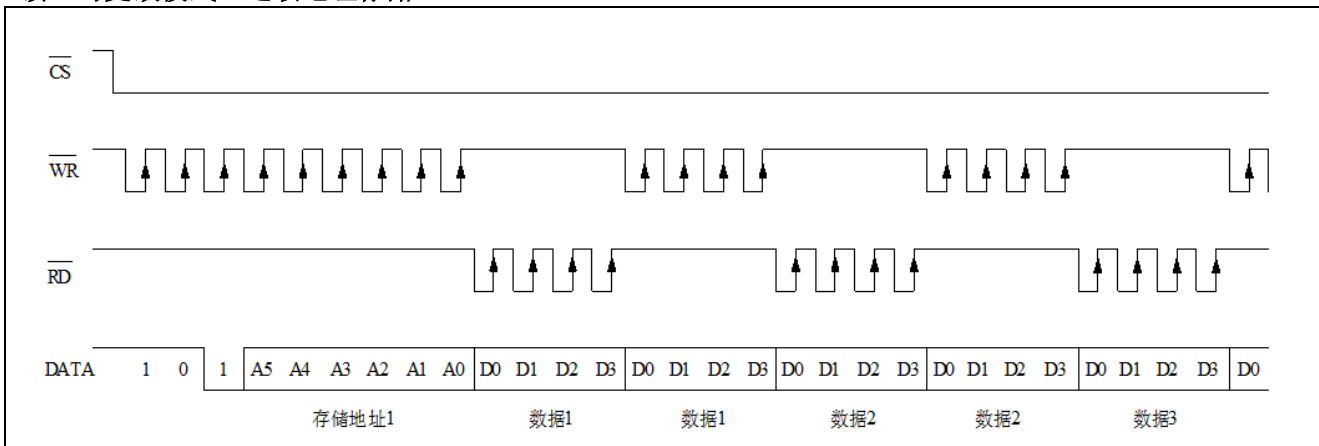 CS
WR
RD
DATA 1 0 1 A5 A4 A3 A2 A1 A0 D0 D1 D2 D3 D0 D1 D2 D3 D0 D1 D2 D3 D0 D1 D2 D3 D0 D1 D2 D3 D0
存储地址1 数据1 数据1 数据2 数据2 数据3